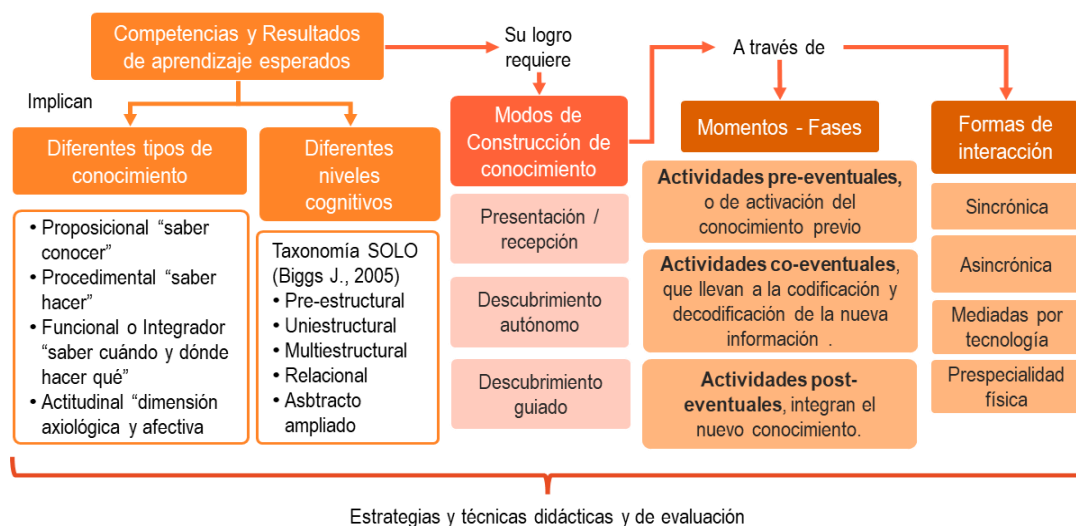 Competencias y Resultados
de aprendizaje esperados
Su logro
requiere
A través de
Implican
Diferentes tipos de
conocimiento
Diferentes
niveles
cognitivos
Modos de
Construcción de
conocimiento
Momentos - Fases
Formas de
interacción
• Proposicional “saber
conocer”
• Procedimental “saber
hacer”
• Funcional o Integrador
“saber cuándo y dónde
hacer qué”
• Actitudinal “dimensión
axiológica y afectiva
Taxonomía SOLO
(Biggs J., 2005)
• Pre-estructural
• Uniestructural
• Multiestructural
• Relacional
• Asbtracto
ampliado
Presentación /
recepción
Descubrimiento
autónomo
Descubrimiento
guiado
Actividades pre-eventuales,
o de activación del
conocimiento previo
Actividades co-eventuales,
que llevan a la codificación y
decodificación de la nueva
información .
Actividades post-
eventuales, integran el
nuevo conocimiento.
Sincrónica
Asincrónica
Mediadas por
tecnología
Prespecialidad
física
Estrategias y técnicas didácticas y de evaluación